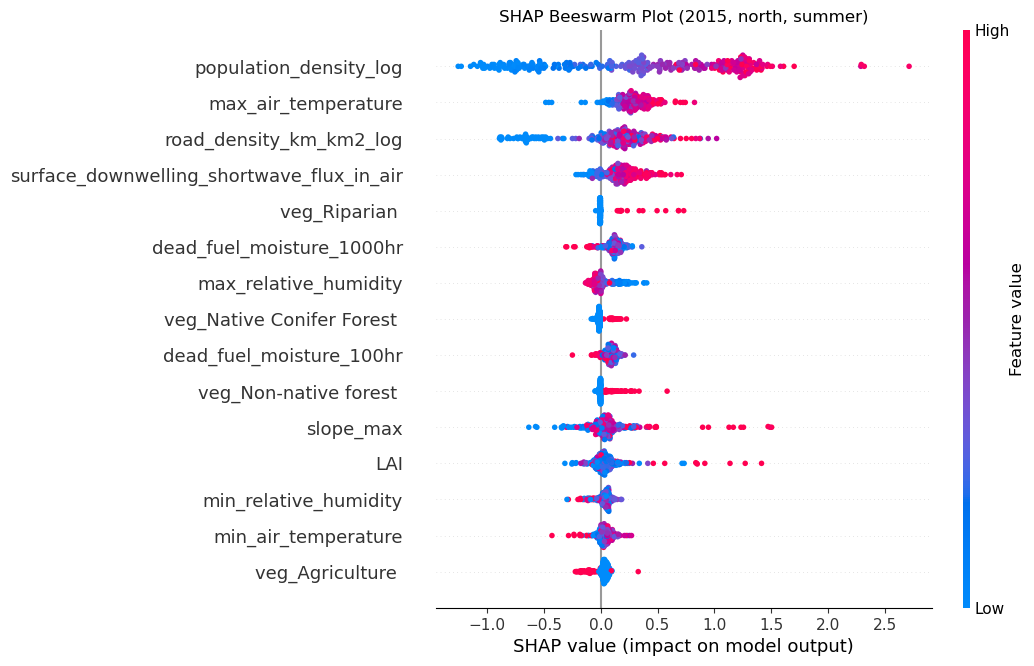 SHAP Beeswarm Plot (2015, north, summer)
High
population_density_log
max_air_temperature
road_density_km_km2_log
surface_downwelling_shortwave_flux_in_air
veg_Riparian
dead_fuel_moisture_1000hr
max_relative_humidity
veg_Native Conifer Forest
dead_fuel_moisture_100hr
veg_Non-native forest
slope_max
LAI
min_relative_humidity
min_air_temperature
veg_Agriculture
Feature value
Low
−1.0 −0.5 0.0 0.5 1.0 1.5 2.0 2.5
SHAP value (impact on model output)